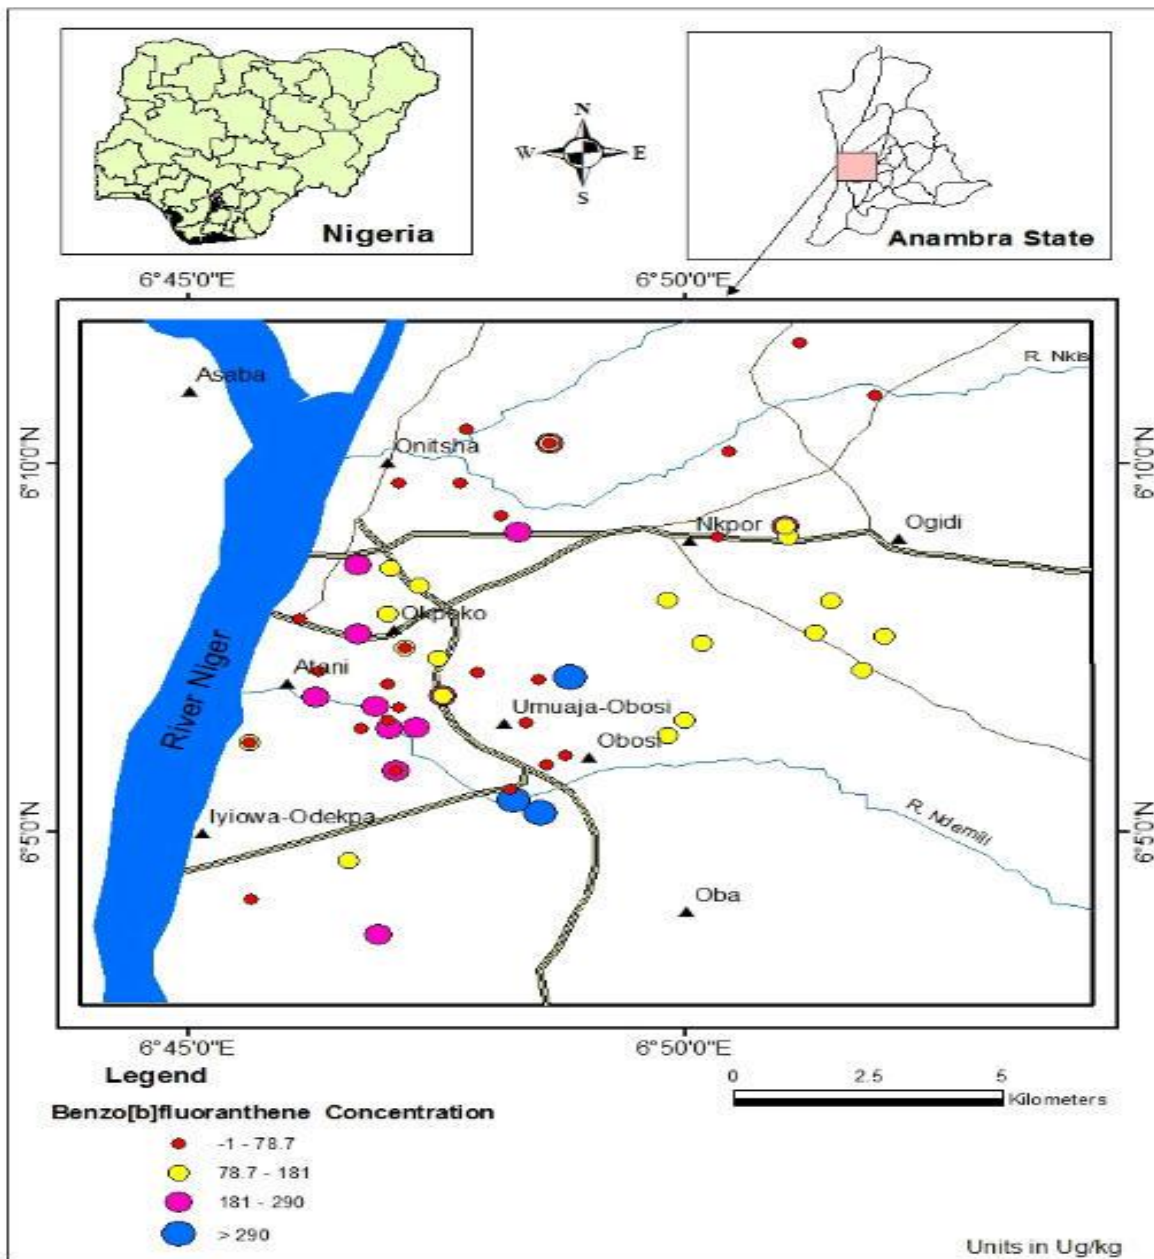 N
W E
S
Nigeria
Anambra State
6°45'0"E 6°50'0"E
R. Nkis
Asaba
Onitsha
6°10'0"N 6°10'0"N
Nkpor Ogidi
Okpoko
River Niger
Atani
Umuaja-Obosi
Obosi
Iyiowa-Odekpa
R. Ndemili
6°5'0"N 6°5'0"N
Oba
6°45'0"E 6°50'0"E
Legend
0 2.5 5
Kilometers
Benzo[b]fluoranthene Concentration
-1 - 78.7
78.7 - 181
181 - 290
> 290
Units in Ug/kg